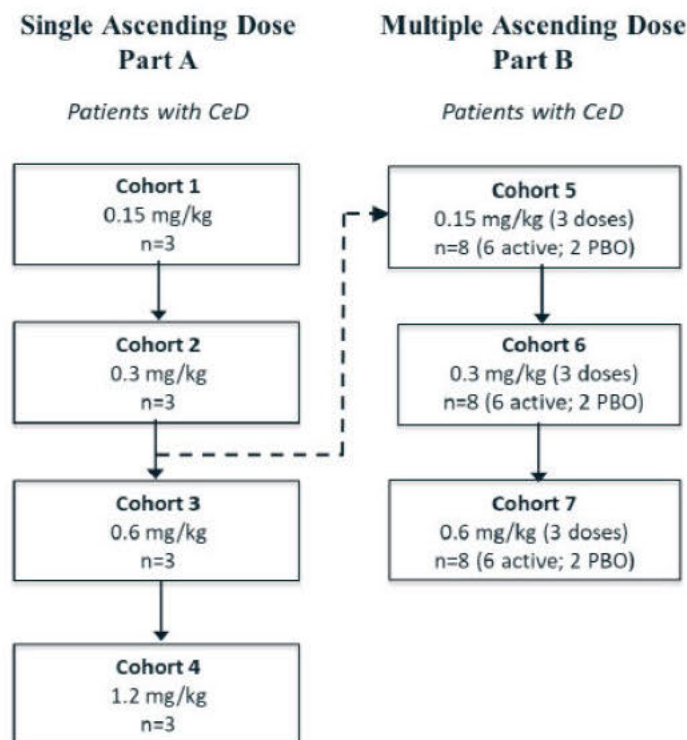 Single Ascending Dose
Part A
Patients with CeD
Cohort 1
0.15 mg/kg
n=3
Cohort 2
0.3 mg/kg
n=3
Cohort 3
0.6 mg/kg
n=3
Cohort 4
1.2 mg/kg
n=3
Multiple Ascending Dose
Part B
Patients with CeD
Cohort 5
0.15 mg/kg (3 doses)
n=8 (6 active; 2 PBO)
Cohort 6
0.3 mg/kg (3 doses)
n=8 (6 active; 2 PBO)
Cohort 7
0.6 mg/kg (3 doses)
n=8 (6 active; 2 PBO)